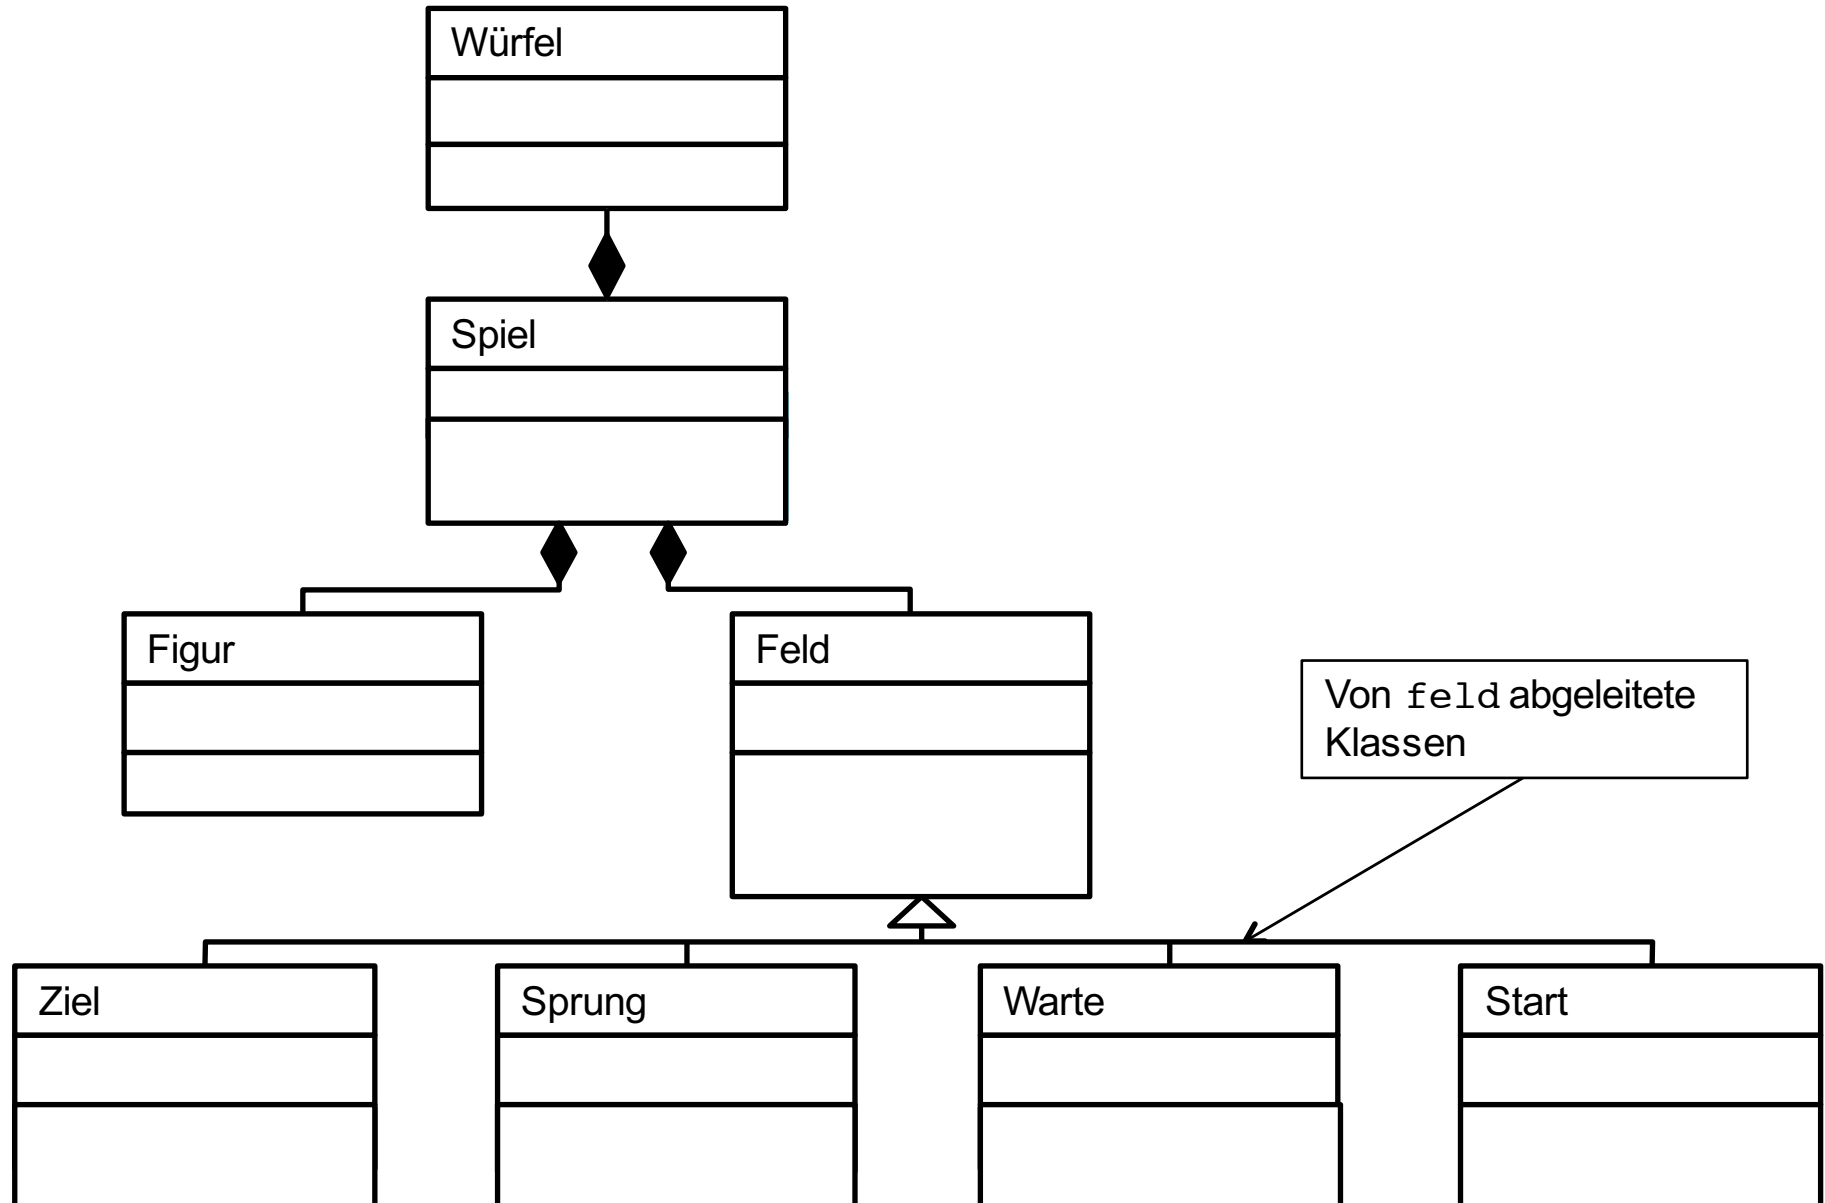 Würfel
Spiel
Figur
Feld
Von feld abgeleitete
Klassen
Ziel
Sprung
Warte
Start